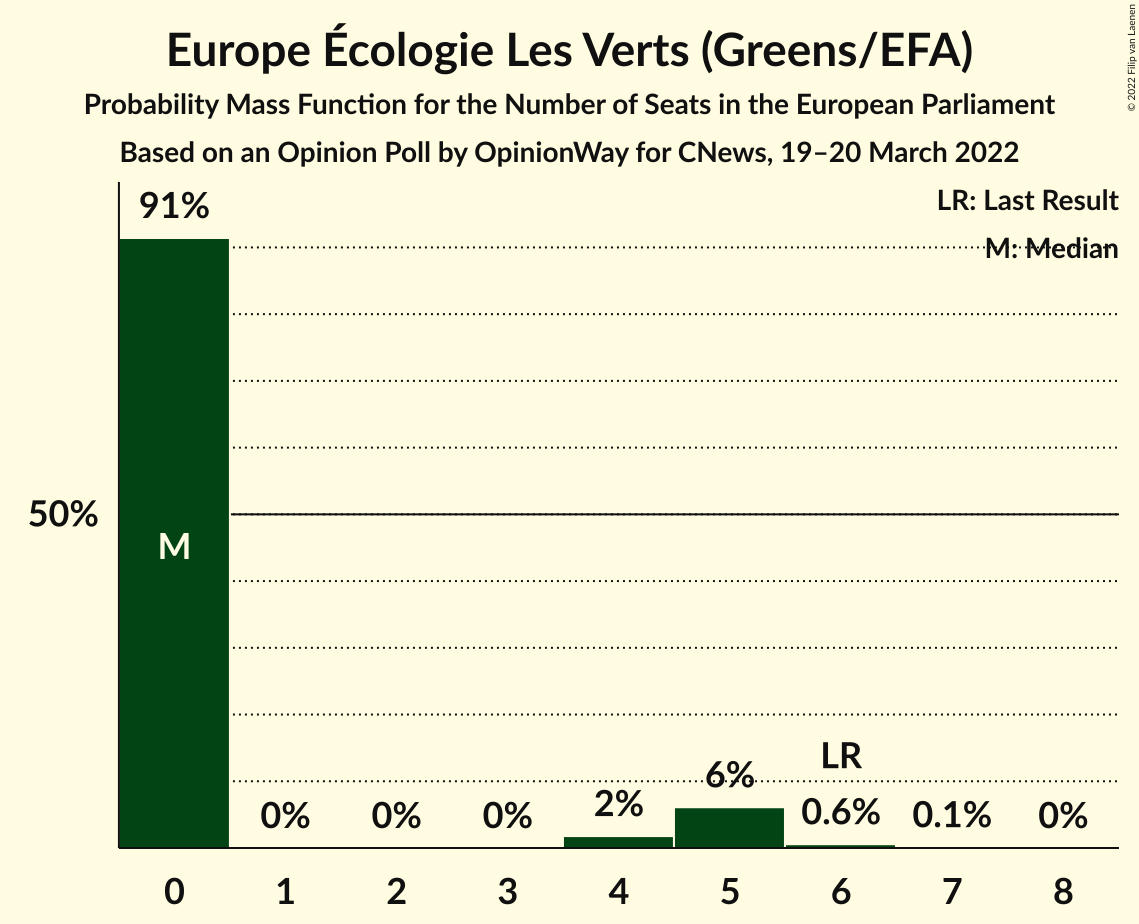 Europe Écologie Les Verts (Greens/EFA)
Probability Mass Function for the Number of Seats in the European Parliament
Based on an Opinion Poll by OpinionWay for CNews, 19–20 March 2022
© 2022 Filip van Laenen
LR: Last Result
M: Median
91%
50%
M
LR
0%
0%
0%
2%
6%
0.6%
0.1%
0%
0 1 2 3 4 5 6 7 8